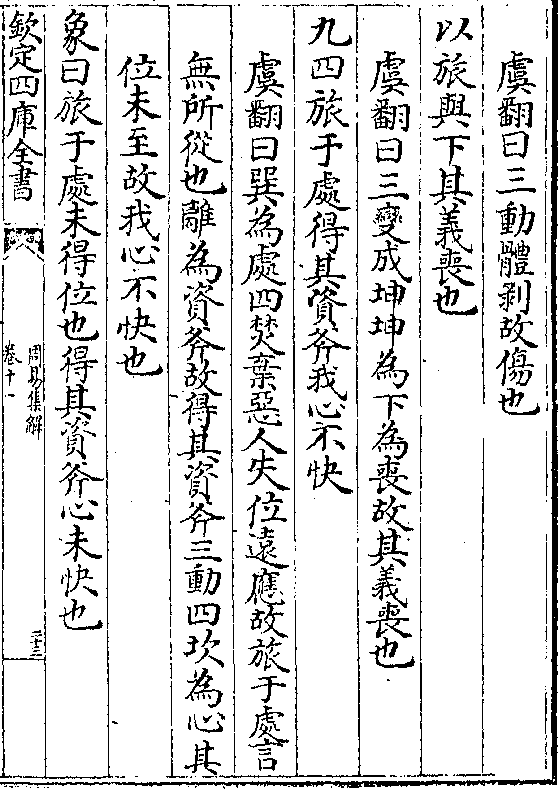 虞翻曰三動體剥故傷也
以旅與下其義喪也
虞翻曰三變成坤坤為下為喪故其義喪也
九四旅于處得其資斧我心不快
虞翻曰巽為處四焚棄惡人失位遠應故旅于處言
無所從也離為資斧故得其資斧三動四坎為心其
位未至故我心不快也
象曰旅于處未得位也得其資斧心未快也
欽定四庫全書
周易集解
卷十一
二十三